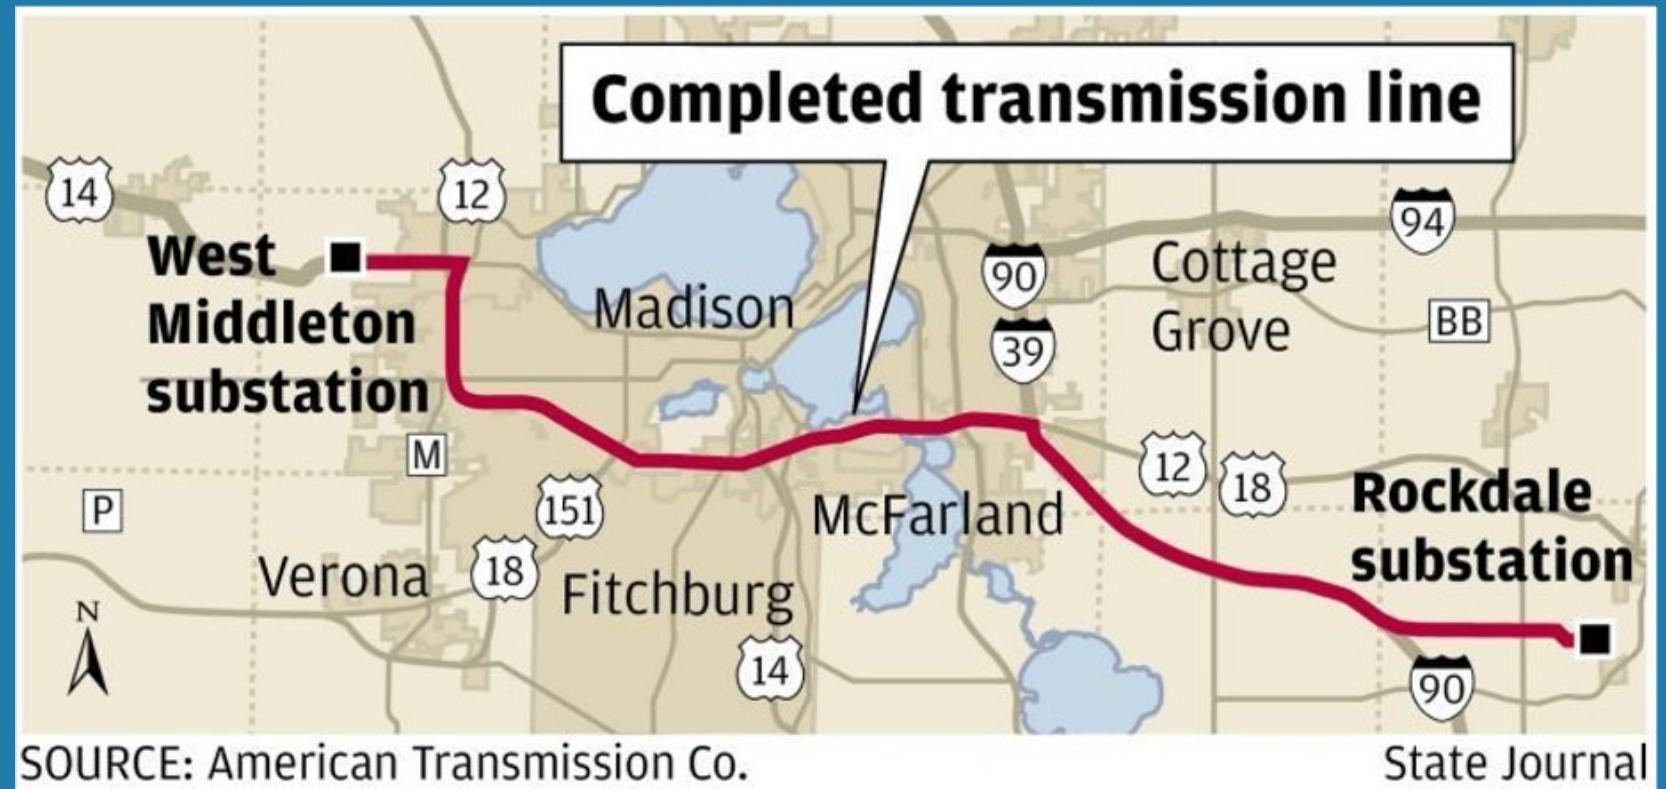 Completed transmission line
14
12
94
West
Middleton
substation
90
Cottage
Grove
Madison
39
BB
M
12
18
P
151
McFarland
Rockdale
substation
Verona
18
Fitchburg
N
14
90
SOURCE: American Transmission Co.
State Journal